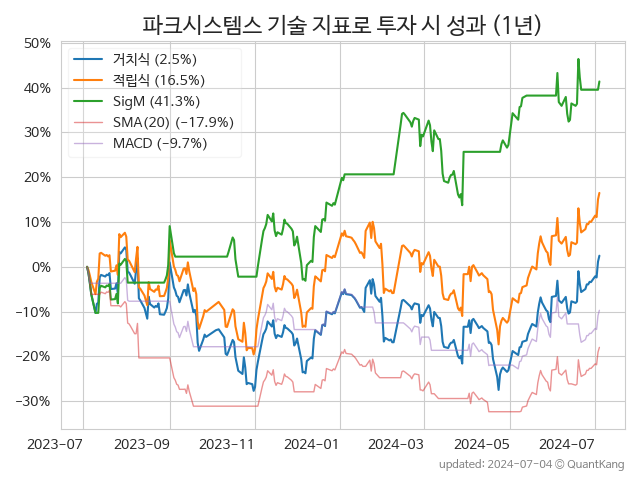 파크시스템스 기술 지표로 투자 시 성과 (1년)
50%
40%
30%
20%
10%
0%
−10%
−20%
−30%
거치식 (2.5%)
적립식 (16.5%)
SigM (41.3%)
SMA(20) (−17.9%)
MACD (−9.7%)
2023-07
2023-09
2023-11
2024-01
2024-03
2024-05
2024-07
updated: 2024-07-04 © QuantKang